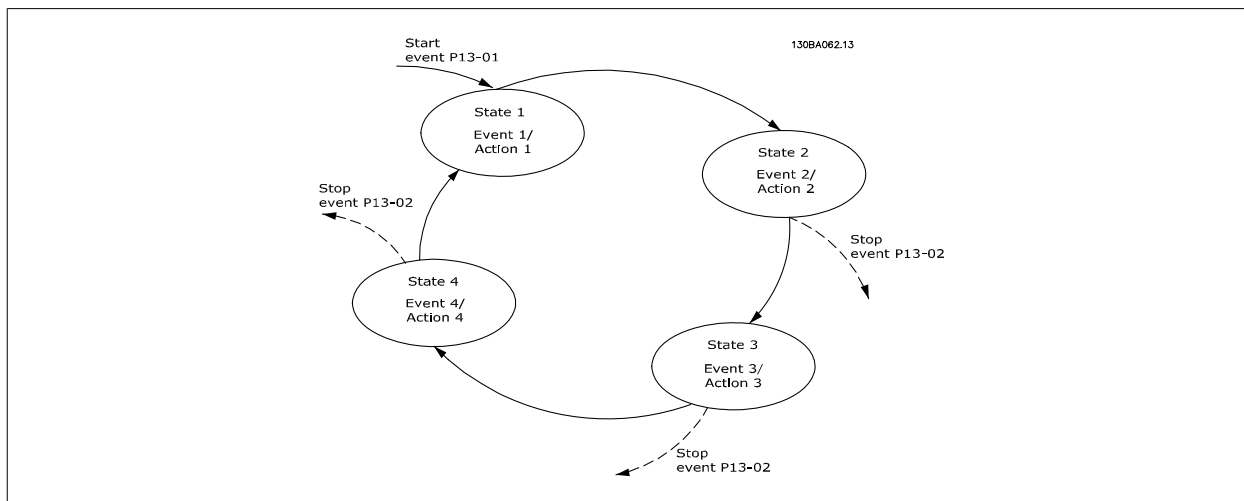 Start
event P13-01
130BA062.13
State 1
Event 1/
Action 1
State 2
Event 2/
Action 2
Stop
event P13-02
Stop
event P13-02
State 4
Event 4/
Action 4
State 3
Event 3/
Action 3
Stop
event P13-02